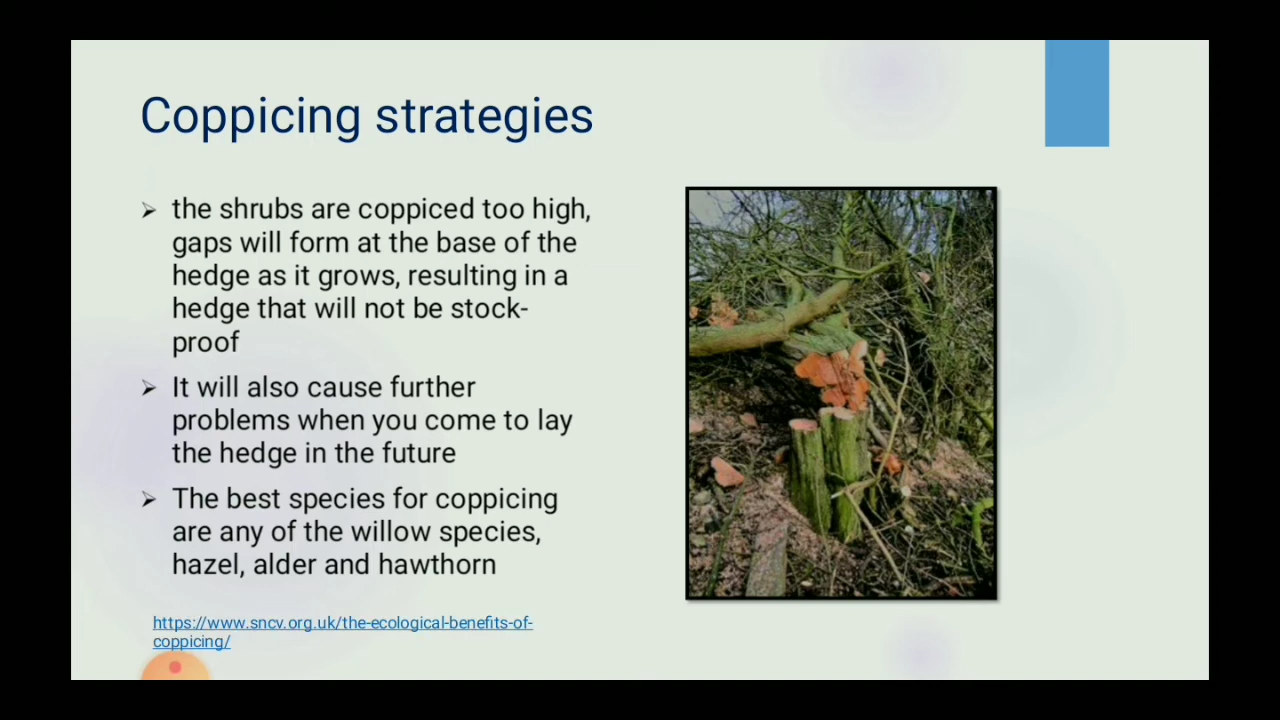 Coppicing strategies
the shrubs are coppiced too high,
gaps will form at the base of the
hedge as it grows, resulting in a
hedge that will not be stock-
proof
It will also cause further
problems when you come to lay
the hedge in the future
The best species for coppicing
are any of the willow species,
hazel, alder and hawthorn
https://www.sncv.org.uk/the-ecological-benefits-of-
coppicing/